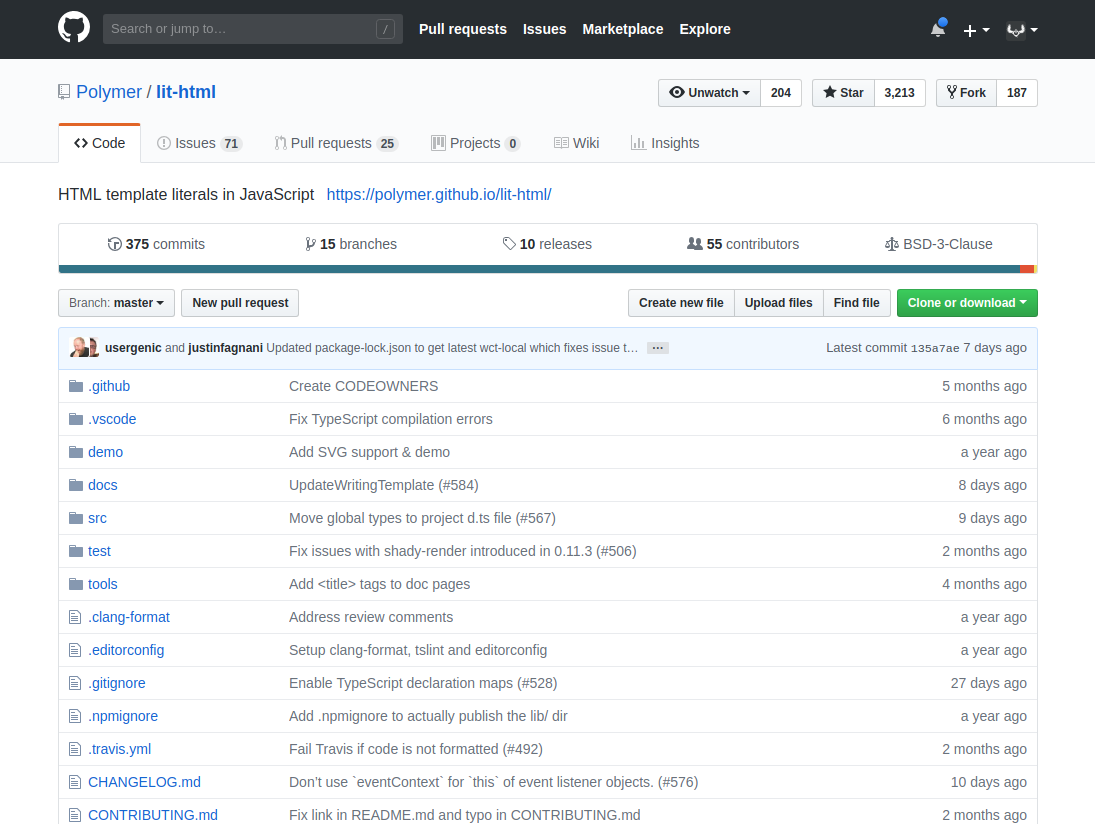 Search or jump to… /
Pull requests Issues Marketplace Explore
Polymer / lit-html
Unwatch 204 Star 3,213 Fork 187
Code Issues 71 Pull requests 25 Projects 0 Wiki Insights
HTML template literals in JavaScript https://polymer.github.io/lit-html/
375 commits 15 branches 10 releases 55 contributors BSD-3-Clause
Branch: master New pull request Create new file Upload files Find file Clone or download
usergenic and justinfagnani Updated package-lock.json to get latest wct-local which fixes issue t… … Latest commit 135a7ae 7 days ago
.github Create CODEOWNERS 5 months ago
.vscode Fix TypeScript compilation errors 6 months ago
demo Add SVG support & demo a year ago
docs UpdateWritingTemplate (#584) 8 days ago
src Move global types to project d.ts file (#567) 9 days ago
test Fix issues with shady-render introduced in 0.11.3 (#506) 2 months ago
tools Add <title> tags to doc pages 4 months ago
.clang-format Address review comments a year ago
.editorconfig Setup clang-format, tslint and editorconfig a year ago
.gitignore Enable TypeScript declaration maps (#528) 27 days ago
.npmignore Add .npmignore to actually publish the lib/ dir a year ago
.travis.yml Fail Travis if code is not formatted (#492) 2 months ago
CHANGELOG.md Don’t use `eventContext` for `this` of event listener objects. (#576) 10 days ago
CONTRIBUTING.md Fix link in README.md and typo in CONTRIBUTING.md 2 months ago